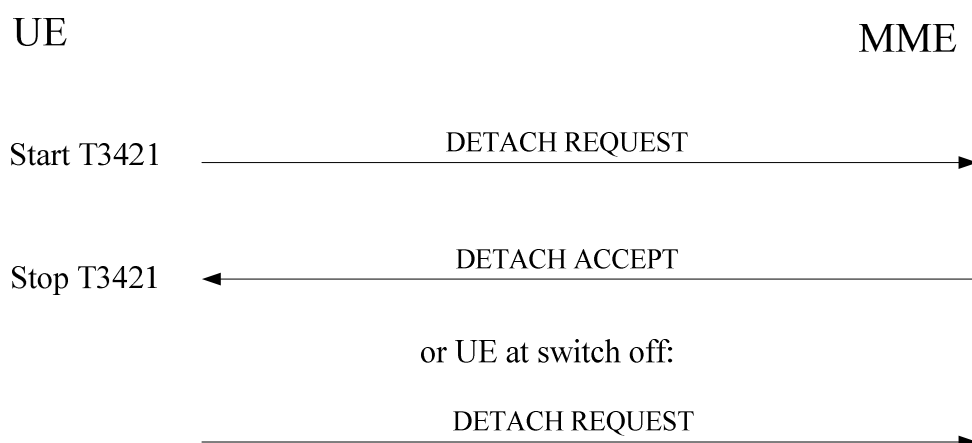 UE
MME
Start T3421
DETACH REQUEST
Stop T3421
DETACH ACCEPT
or UE at switch off:
DETACH REQUEST